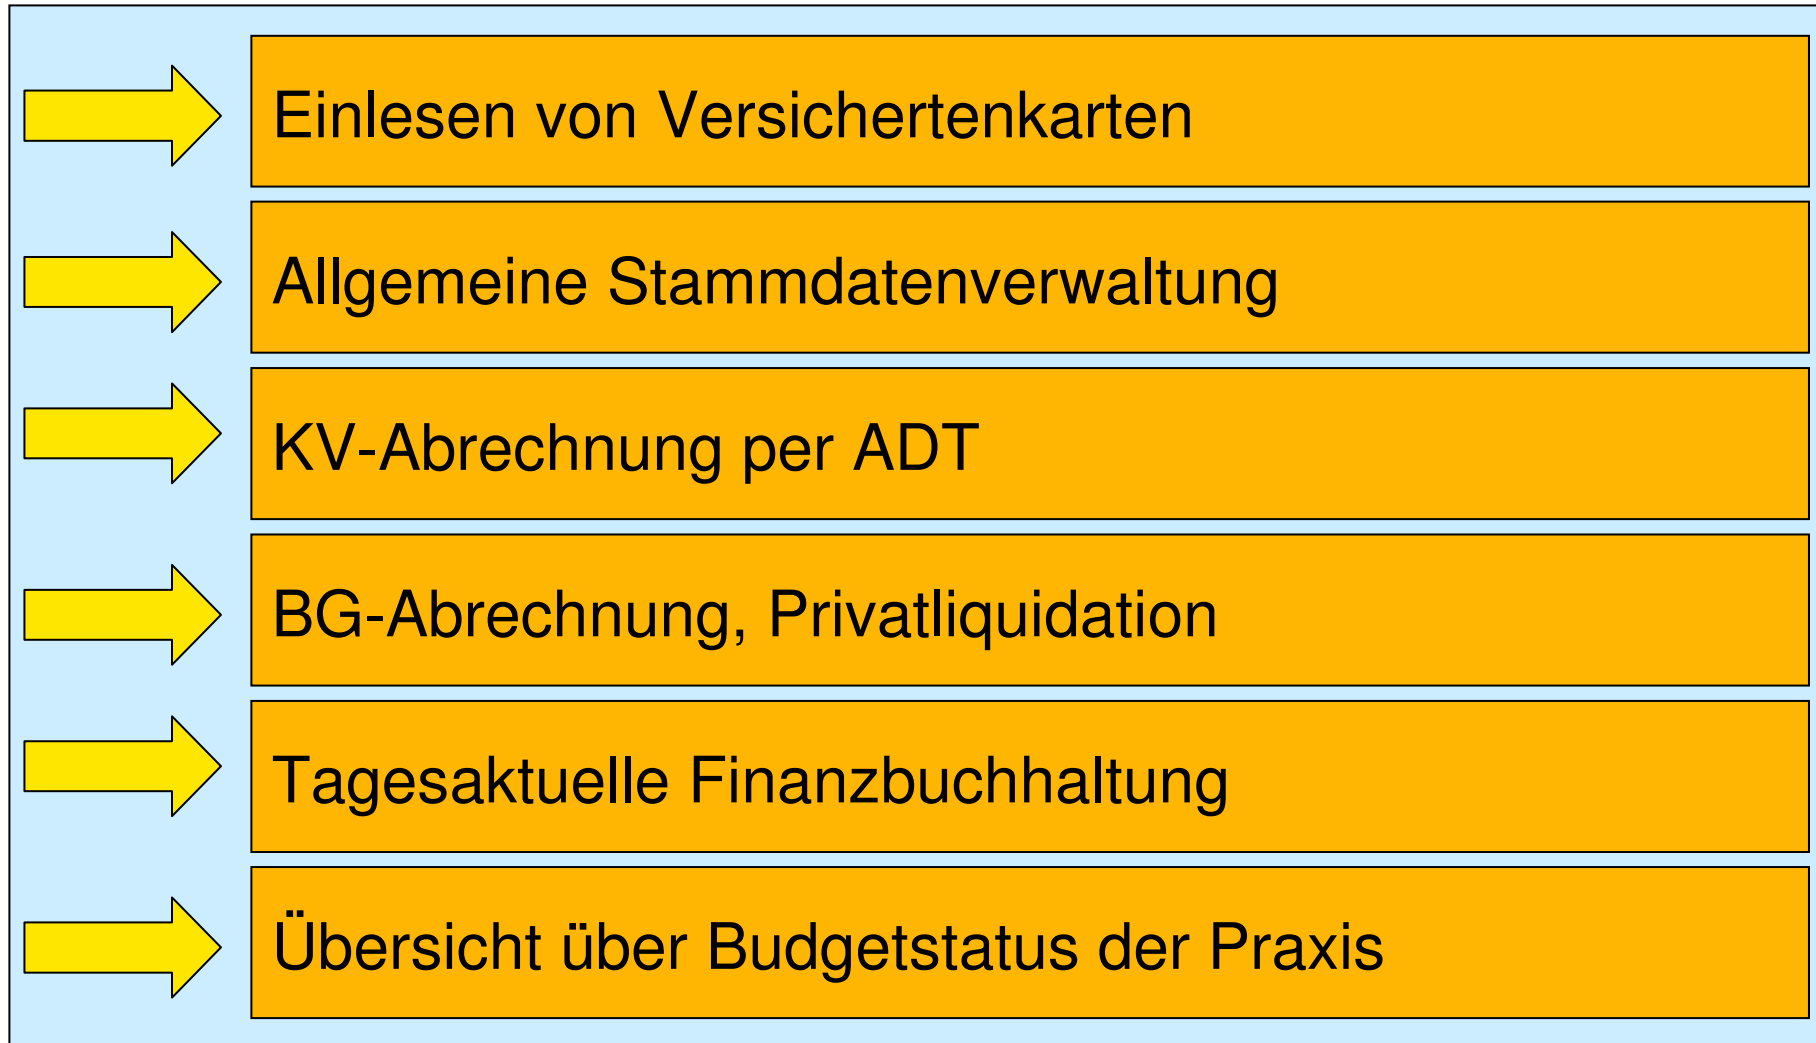 Einlesen von Versichertenkarten
Allgemeine Stammdatenverwaltung
KV-Abrechnung per ADT
BG-Abrechnung, Privatliquidation
Tagesaktuelle Finanzbuchhaltung
Übersicht über Budgetstatus der Praxis